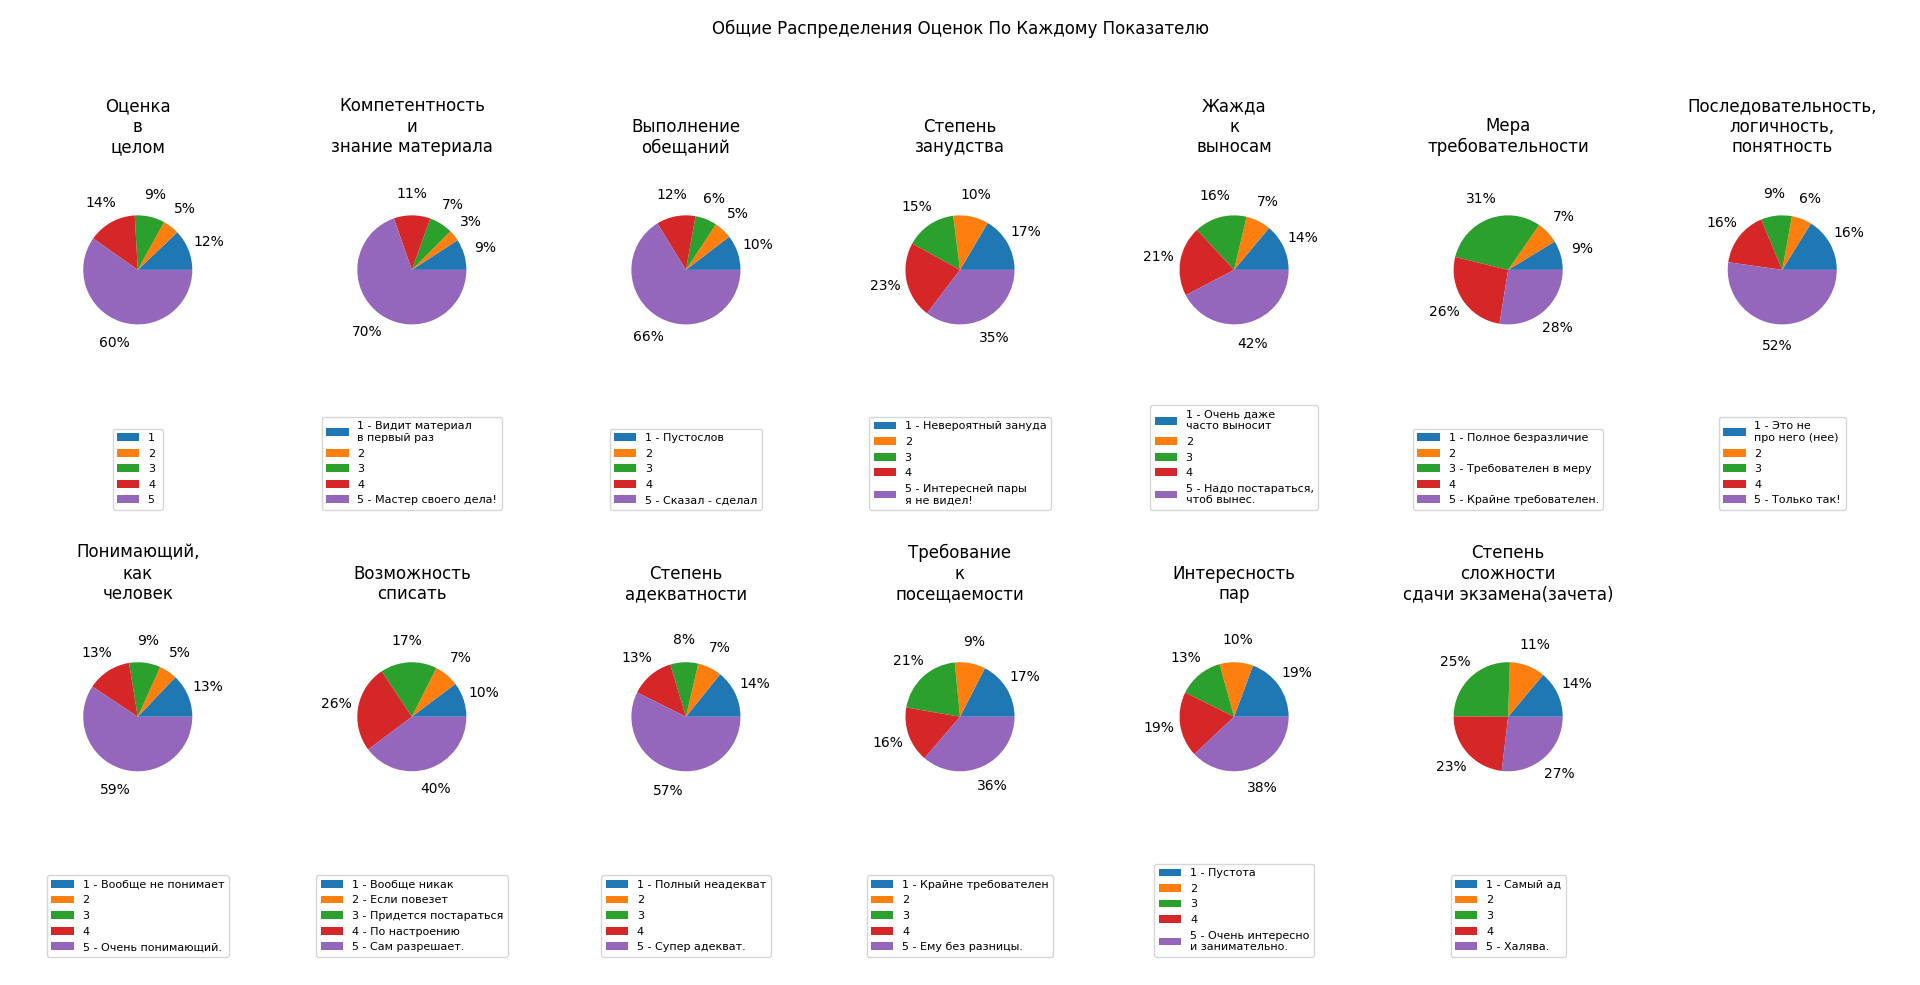 Общие Распределения Оценок По Каждому Показателю
Оценка
в
целом
14%
9%
5%
12%
60%
1
2
3
4
5
Компетентность
и
знание материала
11%
7%
3%
9%
70%
1 - Видит материал
в первый раз
2
3
4
5 - Мастер своего дела!
Выполнение
обещаний
12%
6%
5%
10%
66%
1 - Пустослов
2
3
4
5 - Сказал - сделал
Степень
занудства
15%
10%
17%
23%
35%
1 - Невероятный зануда
2
3
4
5 - Интересней пары
я не видел!
Жажда
к
выносам
16%
7%
14%
21%
42%
1 - Очень даже
часто выносит
2
3
4
5 - Надо постараться,
чтоб вынес.
Мера
требовательности
31%
7%
9%
26%
28%
1 - Полное безразличие
2
3 - Требователен в меру
4
5 - Крайне требователен.
Последовательность,
логичность,
понятность
9%
6%
16%
16%
52%
1 - Это не
про него (нее)
2
3
4
5 - Только так!
Понимающий,
как
человек
13%
9%
5%
13%
59%
1 - Вообще не понимает
2
3
4
5 - Очень понимающий.
Возможность
списать
17%
7%
10%
26%
40%
1 - Вообще никак
2 - Если повезет
3 - Придется постараться
4 - По настроению
5 - Сам разрешает.
Степень
адекватности
13%
8%
7%
14%
57%
1 - Полный неадекват
2
3
4
5 - Супер адекват.
Требование
к
посещаемости
21%
9%
17%
16%
36%
1 - Крайне требователен
2
3
4
5 - Ему без разницы.
Интересность
пар
13%
10%
19%
19%
38%
1 - Пустота
2
3
4
5 - Очень интересно
и занимательно.
Степень
сложности
сдачи экзамена(зачета)
25%
11%
14%
23%
27%
1 - Самый ад
2
3
4
5 - Халява.